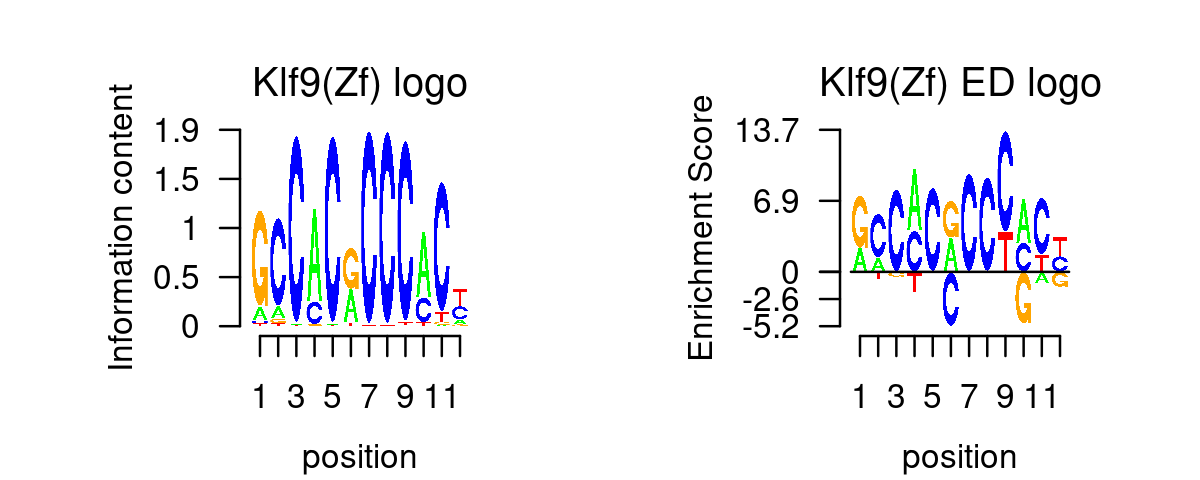 Klf9(Zf) logo
Information content
1.9
1.5
1
0.5
0
1 3 5 7 9 11
position
Klf9(Zf) ED logo
Enrichment Score
13.7
6.9
0
-2.6
-5.2
1 3 5 7 9 11
position